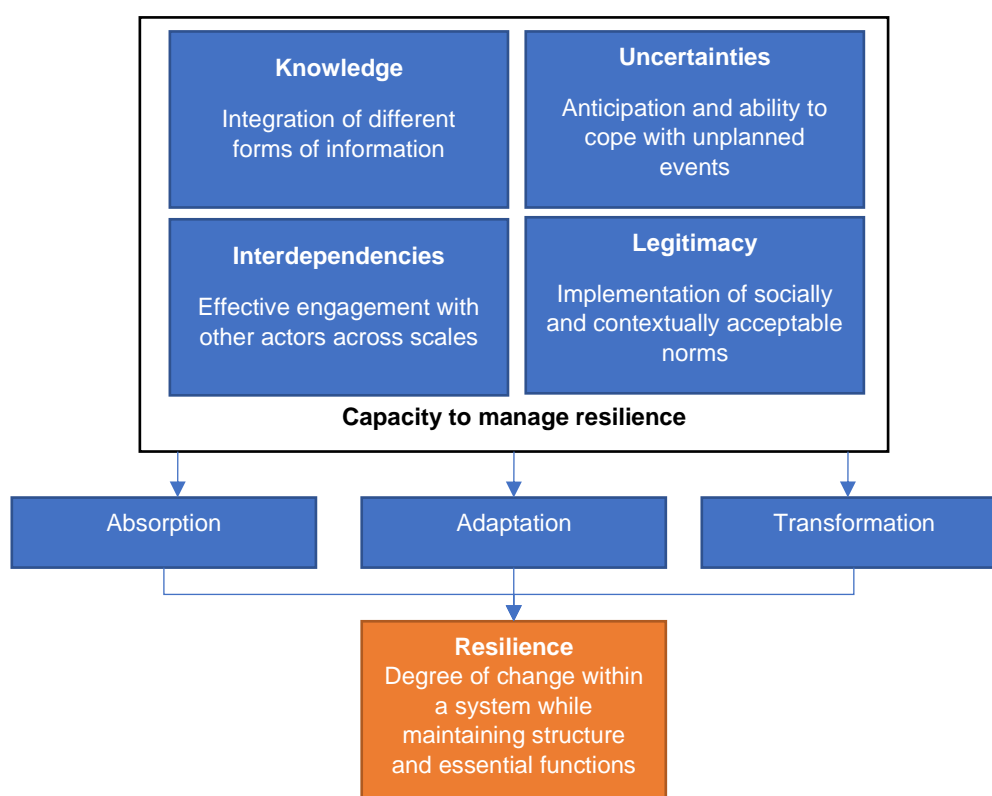 Knowledge
Integration of different
forms of information
Uncertainties
Anticipation and ability to
cope with unplanned
events
Interdependencies
Effective engagement with
other actors across scales
Legitimacy
Implementation of socially
and contextually acceptable
norms
Capacity to manage resilience
Absorption
Adaptation
Transformation
Resilience
Degree of change within
a system while
maintaining structure
and essential functions